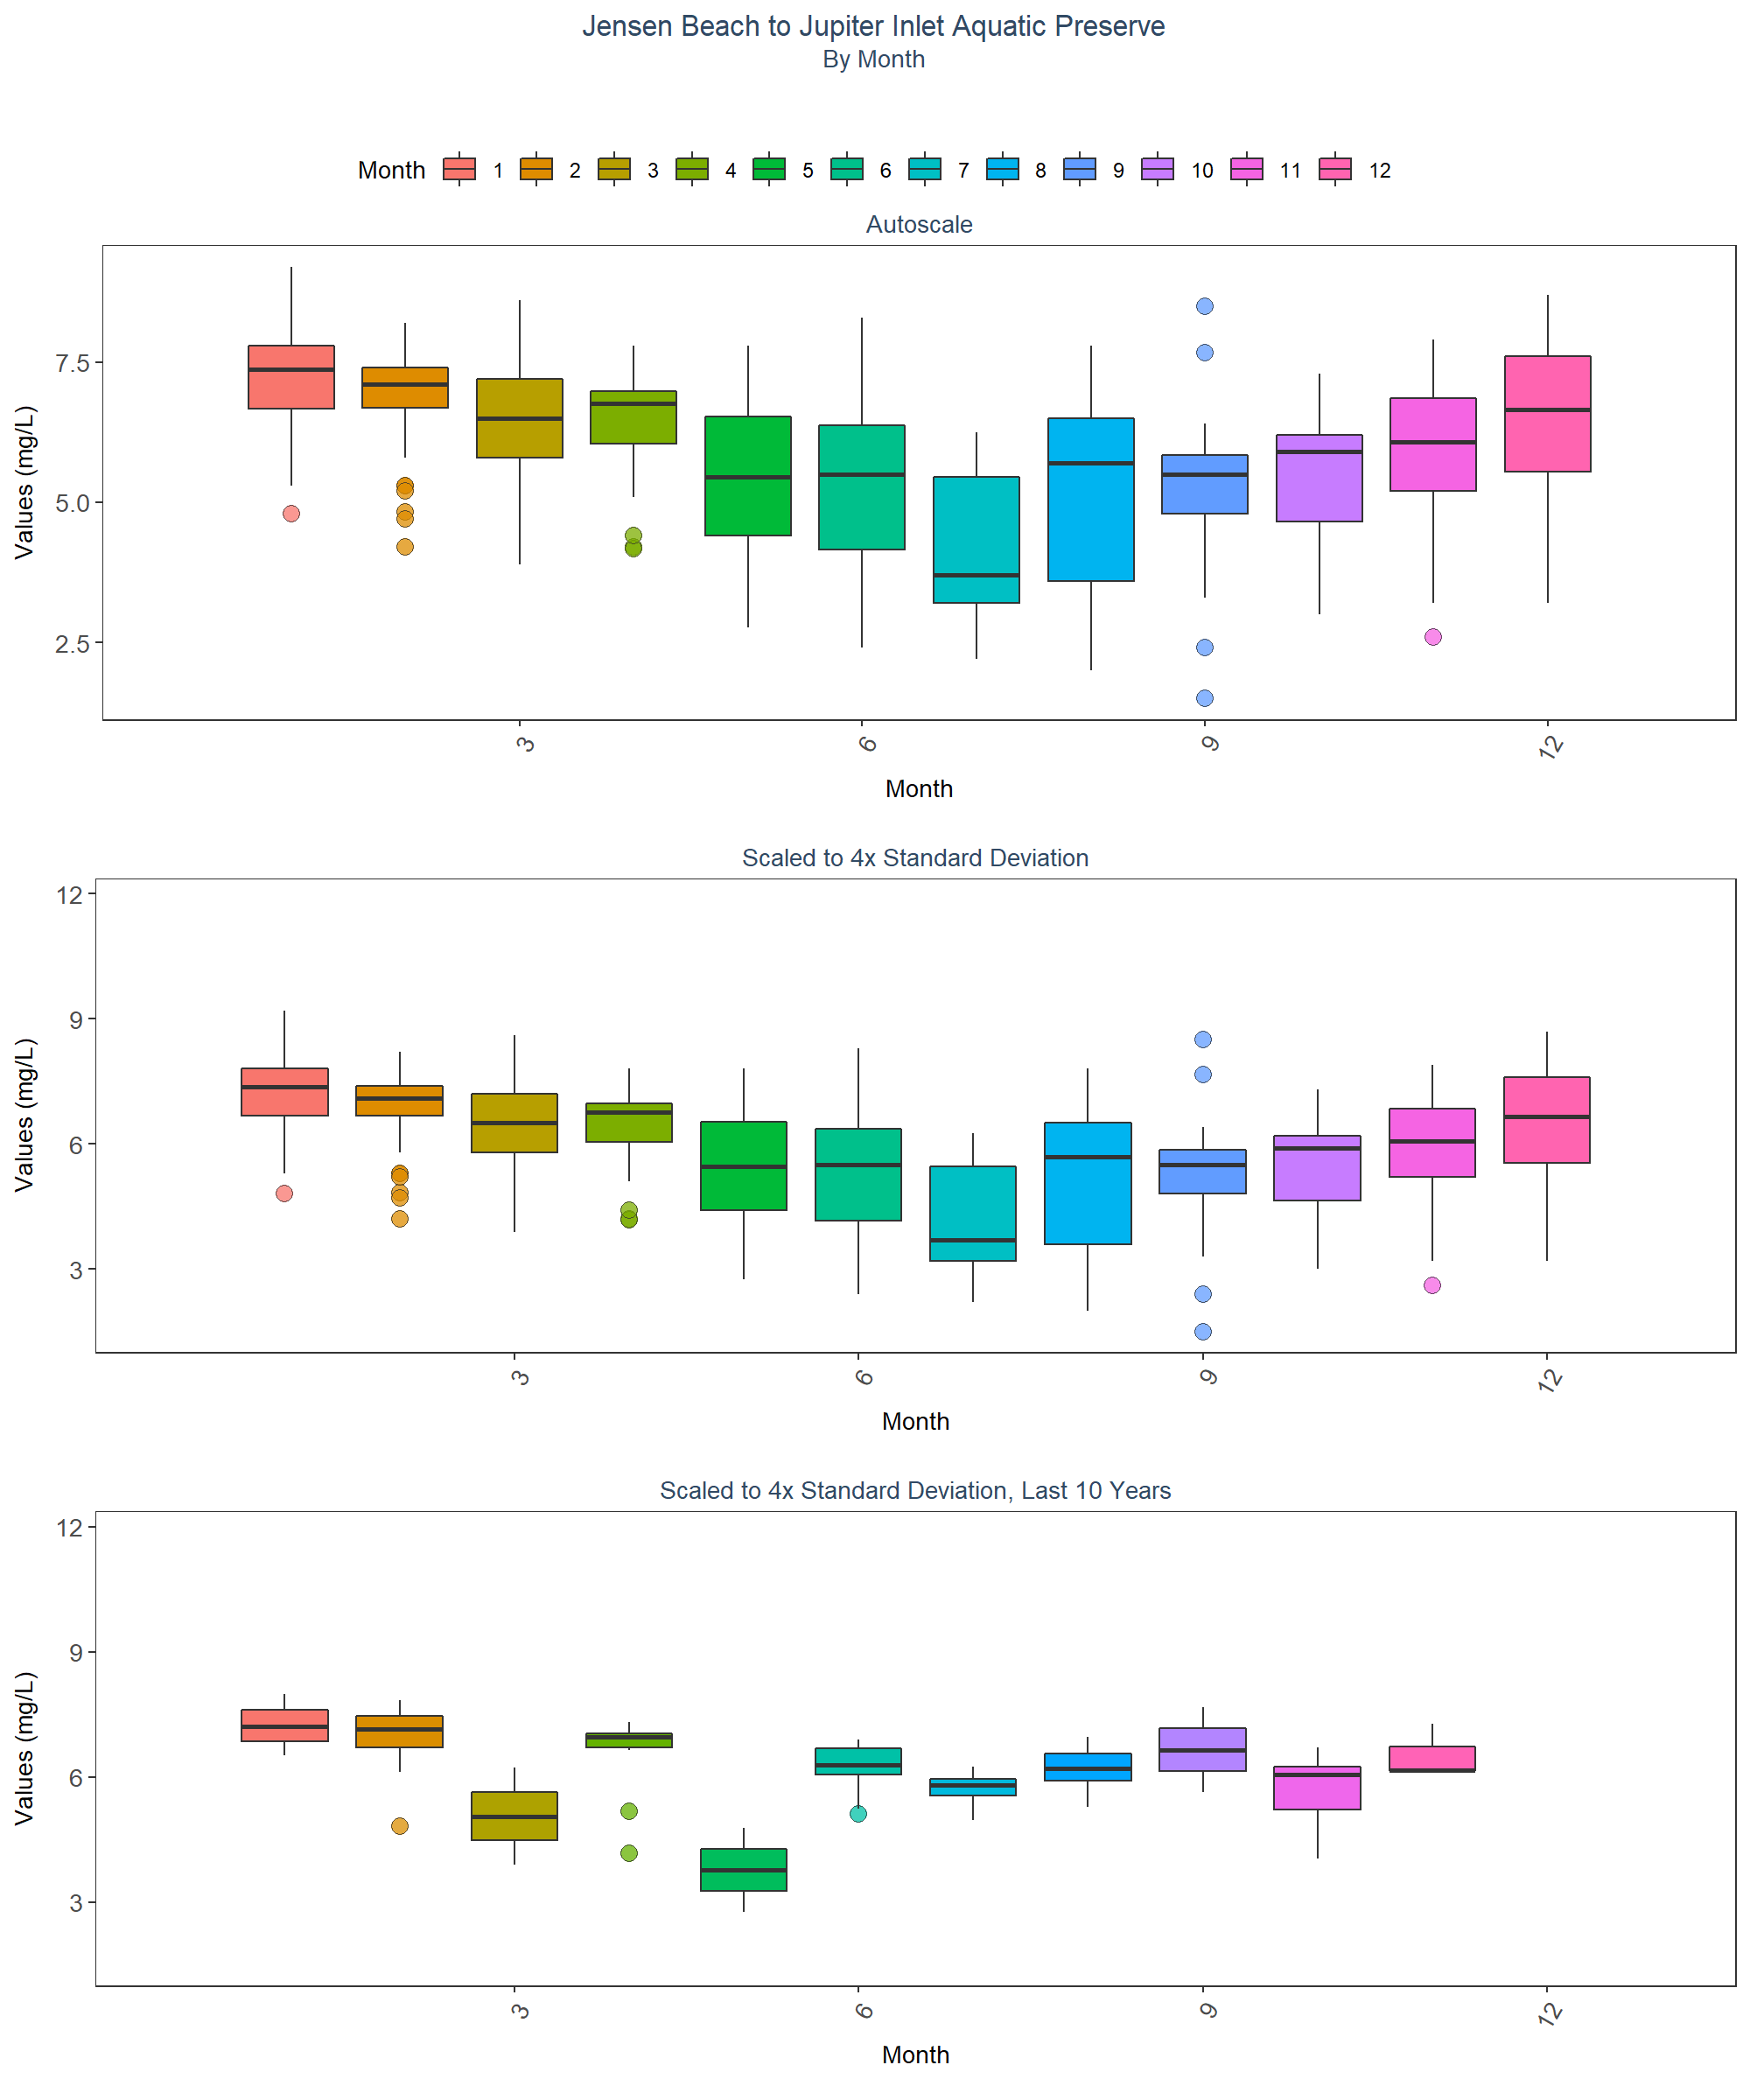 Jensen Beach to Jupiter Inlet Aquatic Preserve
By Month
Month 1 2 3 4 5 6 7 8 9 10 11 12
Autoscale
Values (mg/L)
7.5
5.0
2.5
3 6 9 12
Month
Scaled to 4x Standard Deviation
Values (mg/L)
12
9
6
3
3 6 9 12
Month
Scaled to 4x Standard Deviation, Last 10 Years
Values (mg/L)
12
9
6
3
3 6 9 12
Month